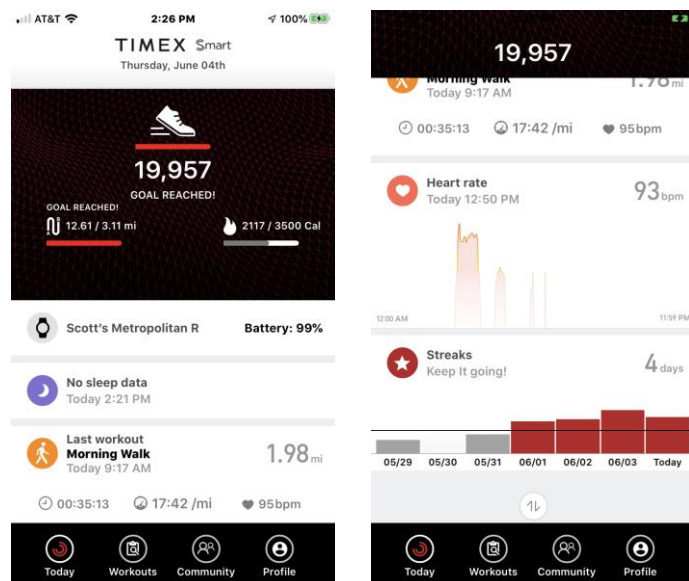 AT&T 2:26 PM 100%
TIMEX Smart
Thursday, June 04th
19,957
GOAL REACHED!
GOAL REACHED!
12.61 / 3.11 mi 2117 / 3500 Cal
Scott's Metropolitan R Battery: 99%
No sleep data
Today 2:21 PM
Last workout
Morning Walk
Today 9:17 AM
1.98 mi
00:35:13 17:42 /mi 95bpm
Today Workouts Community Profile
19,957
Morning Walk
Today 9:17 AM
1.98 mi
00:35:13 17:42 /mi 95bpm
Heart rate
Today 12:50 PM
93 bpm
12:00 AM 11:59 PM
Streaks
Keep It going!
4 days
05/29 05/30 05/31 06/01 06/02 06/03 Today
Today Workouts Community Profile